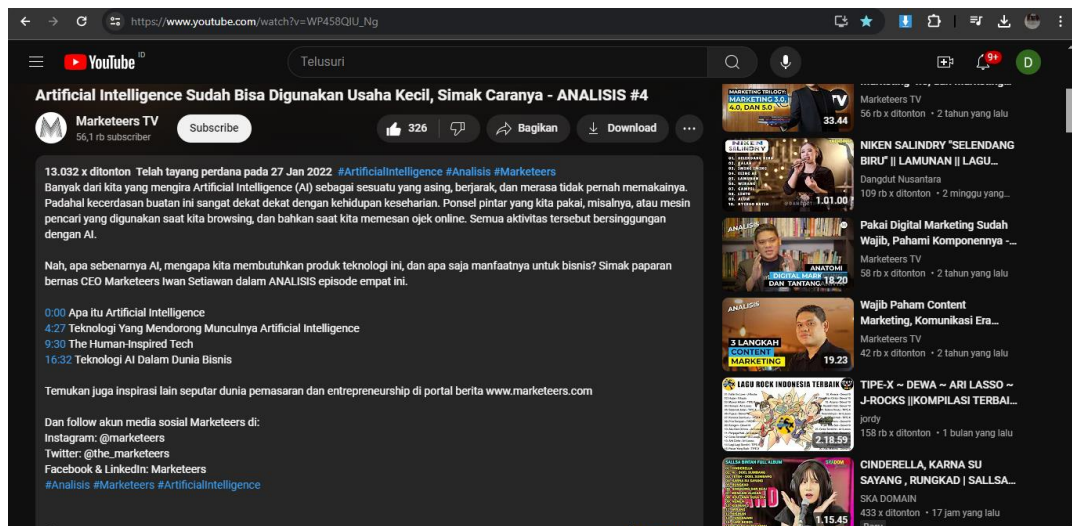 https://www.youtube.com/watch?v=WP458QIU_Ng
YouTube ID
Telusuri
9+
D
Artificial Intelligence Sudah Bisa Digunakan Usaha Kecil, Simak Caranya - ANALISIS #4
Marketeers TV
56,1 rb subscriber
Subscribe
326
Bagikan
Download
13.032 x ditonton Telah tayang perdana pada 27 Jan 2022 #ArtificialIntelligence #Analisis #Marketeers
Banyak dari kita yang mengira Artificial Intelligence (AI) sebagai sesuatu yang asing, berjarak, dan merasa tidak pernah memakainya.
Padahal kecerdasan buatan ini sangat dekat dekat dengan kehidupan keseharian. Ponsel pintar yang kita pakai, misalnya, atau mesin
pencari yang digunakan saat kita browsing, dan bahkan saat kita memesan ojek online. Semua aktivitas tersebut bersinggungan
dengan AI.
Nah, apa sebenarnya AI, mengapa kita membutuhkan produk teknologi ini, dan apa saja manfaatnya untuk bisnis? Simak paparan
bernas CEO Marketeers Iwan Setiawan dalam ANALISIS episode empat ini.
0:00 Apa itu Artificial Intelligence
4:27 Teknologi Yang Mendorong Munculnya Artificial Intelligence
9:30 The Human-Inspired Tech
16:32 Teknologi AI Dalam Dunia Bisnis
Temukan juga inspirasi lain seputar dunia pemasaran dan entrepreneurship di portal berita www.marketeers.com
Dan follow akun media sosial Marketeers di:
Instagram: @marketeers
Twitter: @the_marketeers
Facebook & LinkedIn: Marketeers
#Analisis #Marketeers #ArtificialIntelligence
MARKETING TRILOGY:
MARKETING 3.0,
4.0, DAN 5.0
TV
33.44
Marketeers TV
56 rb x ditonton • 2 tahun yang lalu
NIKEN
SALINDRY
1.01.00
NIKEN SALINDRY "SELENDANG
BIRU" || LAMUNAN || LAGU...
Dangdut Nusantara
109 rb x ditonton • 2 minggu yang...
ANALISIS
ANATOMI
DIGITAL MARK
DAN TANTANG
18.20
Pakai Digital Marketing Sudah
Wajib, Pahami Komponennya -...
Marketeers TV
58 rb x ditonton • 2 tahun yang lalu
ANALISIS
3 LANGKAH
CONTENT
MARKETING
19.23
Wajib Paham Content
Marketing, Komunikasi Era...
Marketeers TV
42 rb x ditonton • 2 tahun yang lalu
LAGU ROCK INDONESIA TERBAIK
2.18.59
TIPE-X ~ DEWA ~ ARI LASSO ~
J-ROCKS ||KOMPILASI TERBAI...
jordy
158 rb x ditonton • 1 bulan yang lalu
SALLSA BINTAN FULL ALBUM
1.15.45
CINDERELLA, KARNA SU
SAYANG , RUNGKAD | SALLSA...
SKA DOMAIN
433 x ditonton • 17 jam yang lalu